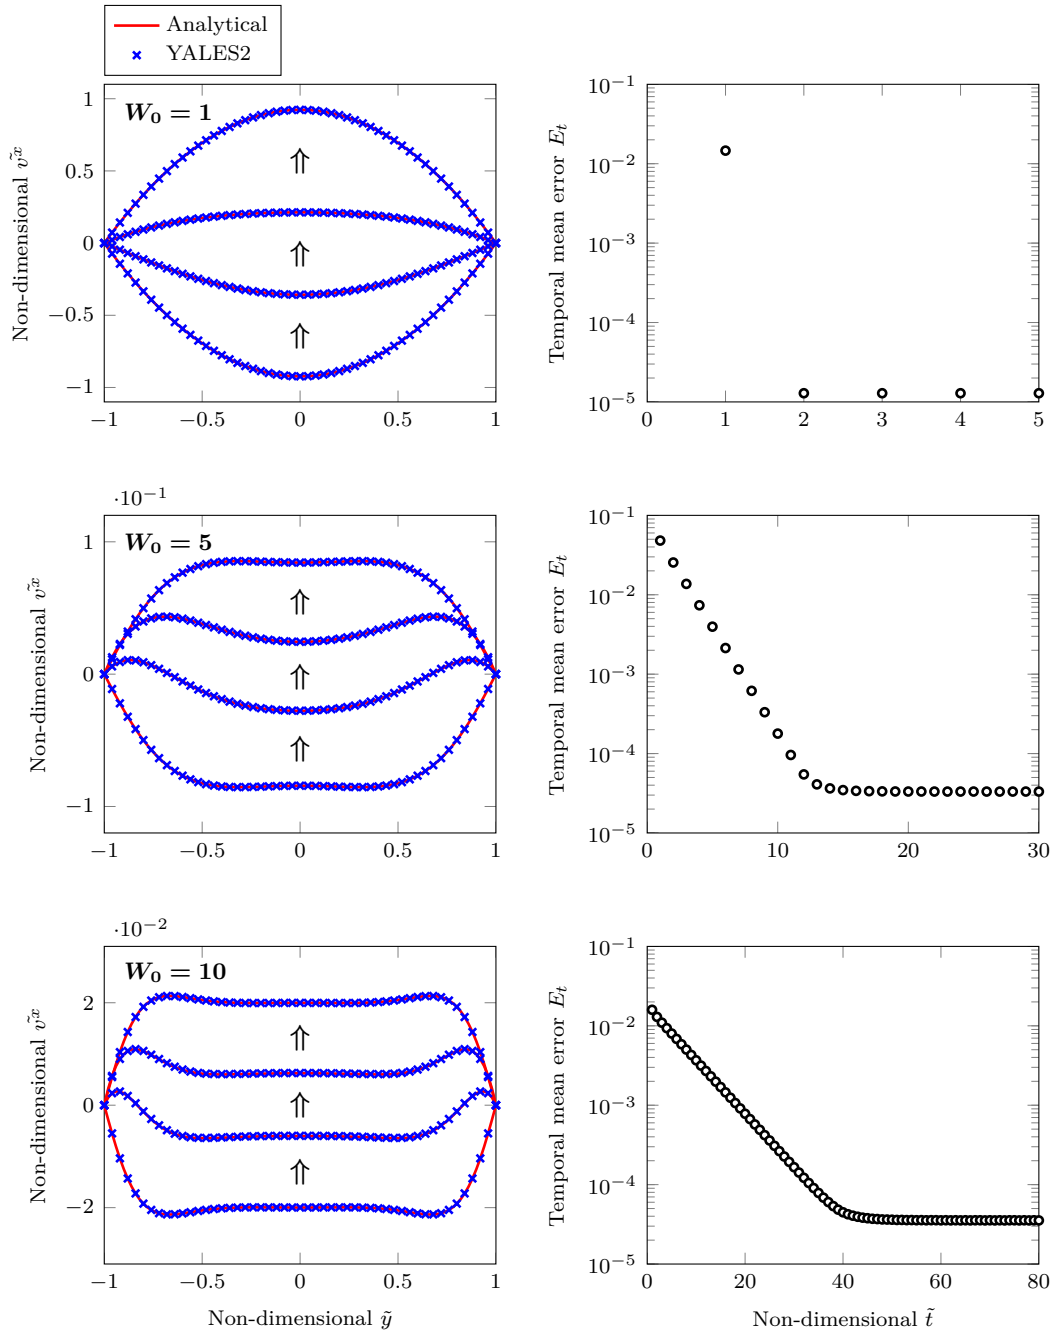 Analytical
YALES2
W₀ = 1
1
0.5
0
−0.5
−1
−1 −0.5 0 0.5 1
Non-dimensional ṽˣ
⇑
⇑
⇑
10⁻¹
10⁻²
10⁻³
10⁻⁴
10⁻⁵
0 1 2 3 4 5
Temporal mean error Eₜ
·10⁻¹
W₀ = 5
1
0
−1
−1 −0.5 0 0.5 1
Non-dimensional ṽˣ
⇑
⇑
⇑
10⁻¹
10⁻²
10⁻³
10⁻⁴
10⁻⁵
0 10 20 30
Temporal mean error Eₜ
·10⁻²
W₀ = 10
2
0
−2
−1 −0.5 0 0.5 1
Non-dimensional ṽˣ
⇑
⇑
⇑
Non-dimensional ỹ
10⁻¹
10⁻²
10⁻³
10⁻⁴
10⁻⁵
0 20 40 60 80
Temporal mean error Eₜ
Non-dimensional t̃